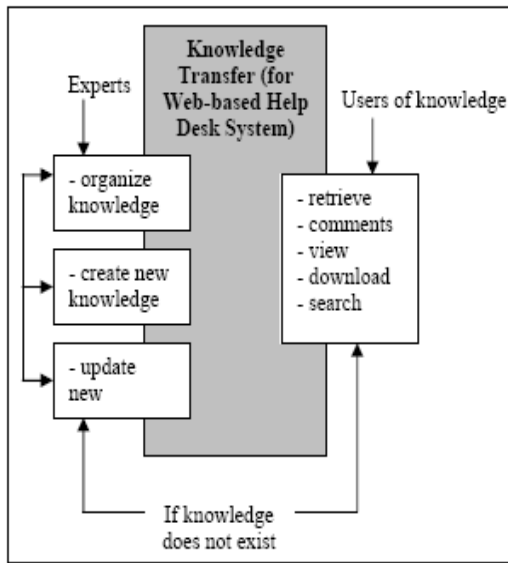 Knowledge
Transfer (for
Web-based Help
Desk System)
Experts
Users of knowledge
- organize
knowledge
- create new
knowledge
- update
new
- retrieve
- comments
- view
- download
- search
If knowledge
does not exist